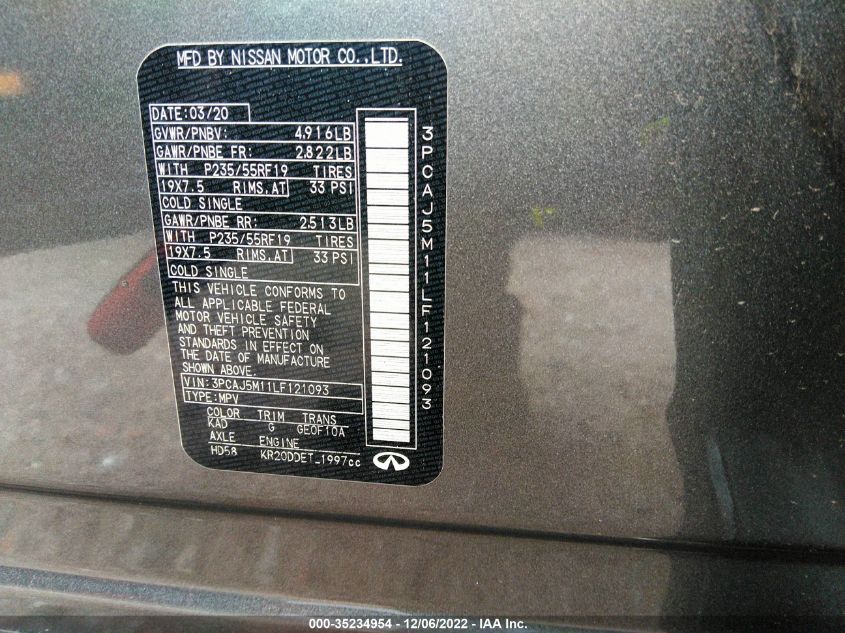 MFD BY NISSAN MOTOR CO.,LTD.
DATE:03/20
GVWR/PNBV: 4,916LB
GAWR/PNBE FR: 2,822LB
WITH P235/55RF19 TIRES
19X7.5 RIMS,AT 33 PSI
COLD SINGLE
GAWR/PNBE RR: 2,513LB
WITH P235/55RF19 TIRES
19X7.5 RIMS,AT 33 PSI
COLD SINGLE
THIS VEHICLE CONFORMS TO
ALL APPLICABLE FEDERAL
MOTOR VEHICLE SAFETY
AND THEFT PREVENTION
STANDARDS IN EFFECT ON
THE DATE OF MANUFACTURE
SHOWN ABOVE.
VIN:3PCAJ5M11LF121093
TYPE:MPV
COLOR TRIM TRANS
KAD G GE0F10A
AXLE ENGINE
HD58 KR20DDET_1997cc
3PCAJ5M11LF121093
000-35234954 - 12/06/2022 - IAA Inc.